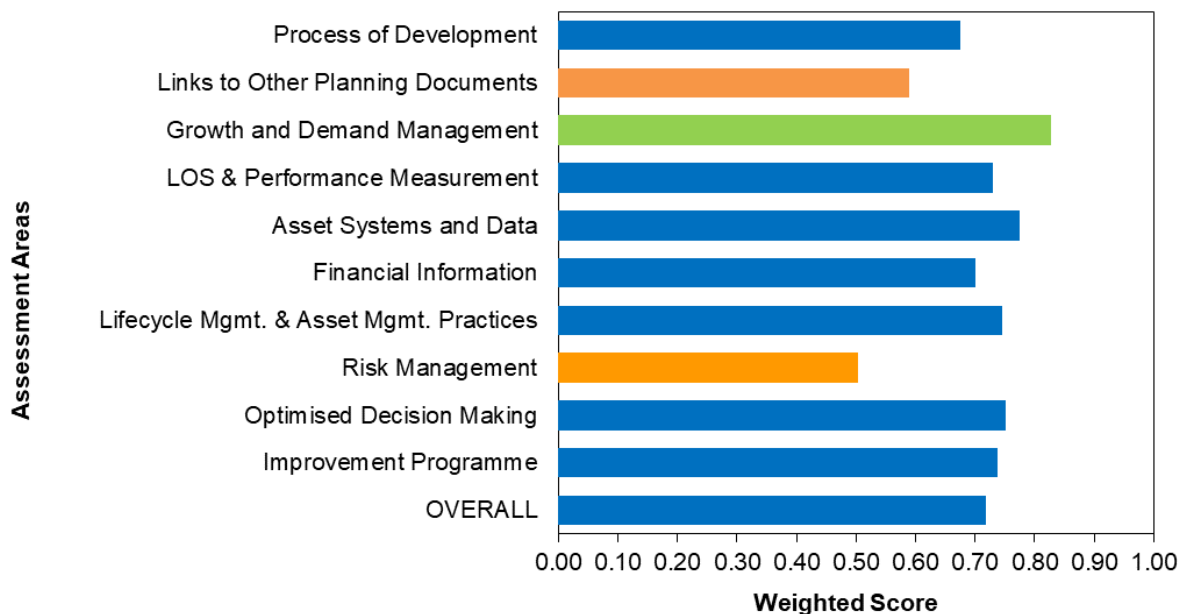 Process of Development
Links to Other Planning Documents
Growth and Demand Management
LOS & Performance Measurement
Asset Systems and Data
Financial Information
Lifecycle Mgmt. & Asset Mgmt. Practices
Risk Management
Optimised Decision Making
Improvement Programme
OVERALL
Assessment Areas
0.00 0.10 0.20 0.30 0.40 0.50 0.60 0.70 0.80 0.90 1.00
Weighted Score